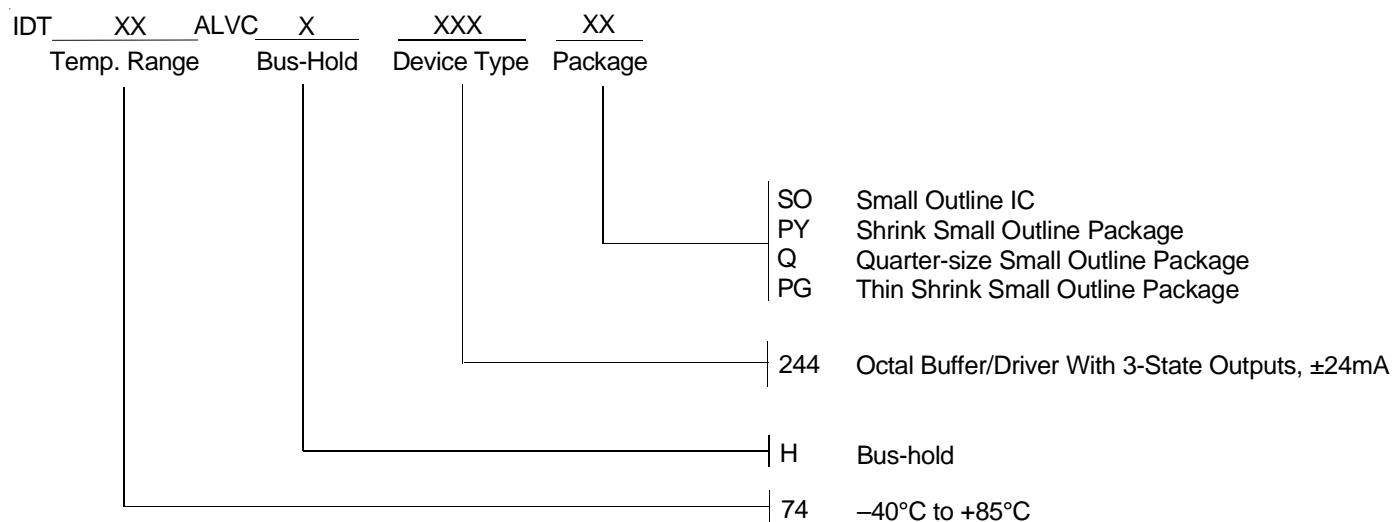 IDT XX ALVC X XXX XX
Temp. Range Bus-Hold Device Type Package
SO Small Outline IC
PY Shrink Small Outline Package
Q Quarter-size Small Outline Package
PG Thin Shrink Small Outline Package
244 Octal Buffer/Driver With 3-State Outputs, ±24mA
H Bus-hold
74 –40°C to +85°C